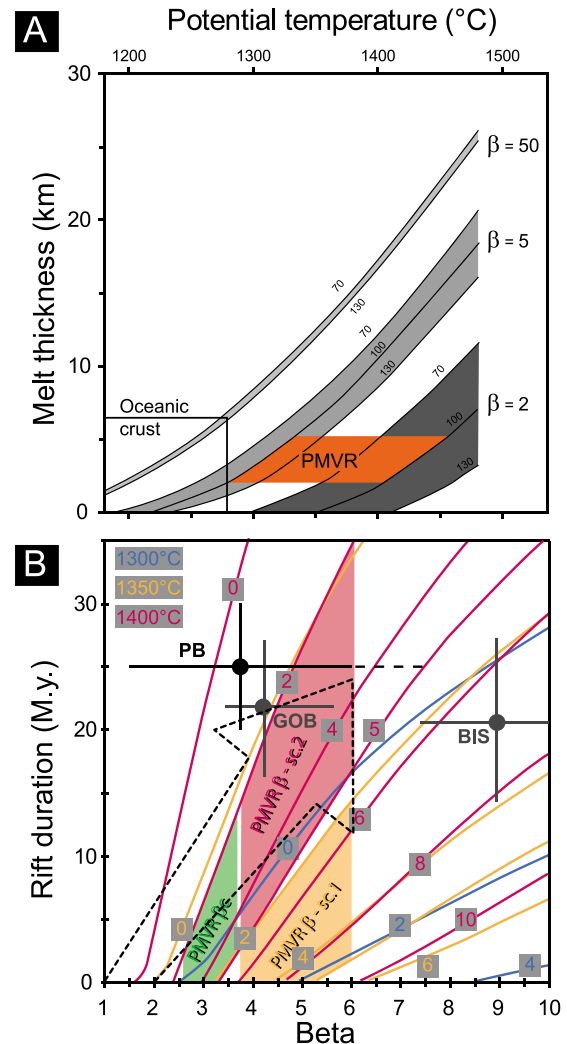 A
Potential temperature (°C)
1200 1300 1400 1500
Melt thickness (km)
30
20
10
0
β = 50
β = 5
β = 2
70
130
70
100
130
70
100
130
Oceanic
crust
PMVR
B
Rift duration (M.y.)
30
20
10
0
1300°C
1350°C
1400°C
0
PB
2
GOB
4
5
BIS
PMVR β - sc.2
0
6
PMVR βc
PMVR β - sc.1
8
0
2
4
2
10
6
4
1 2 3 4 5 6 7 8 9 10
Beta